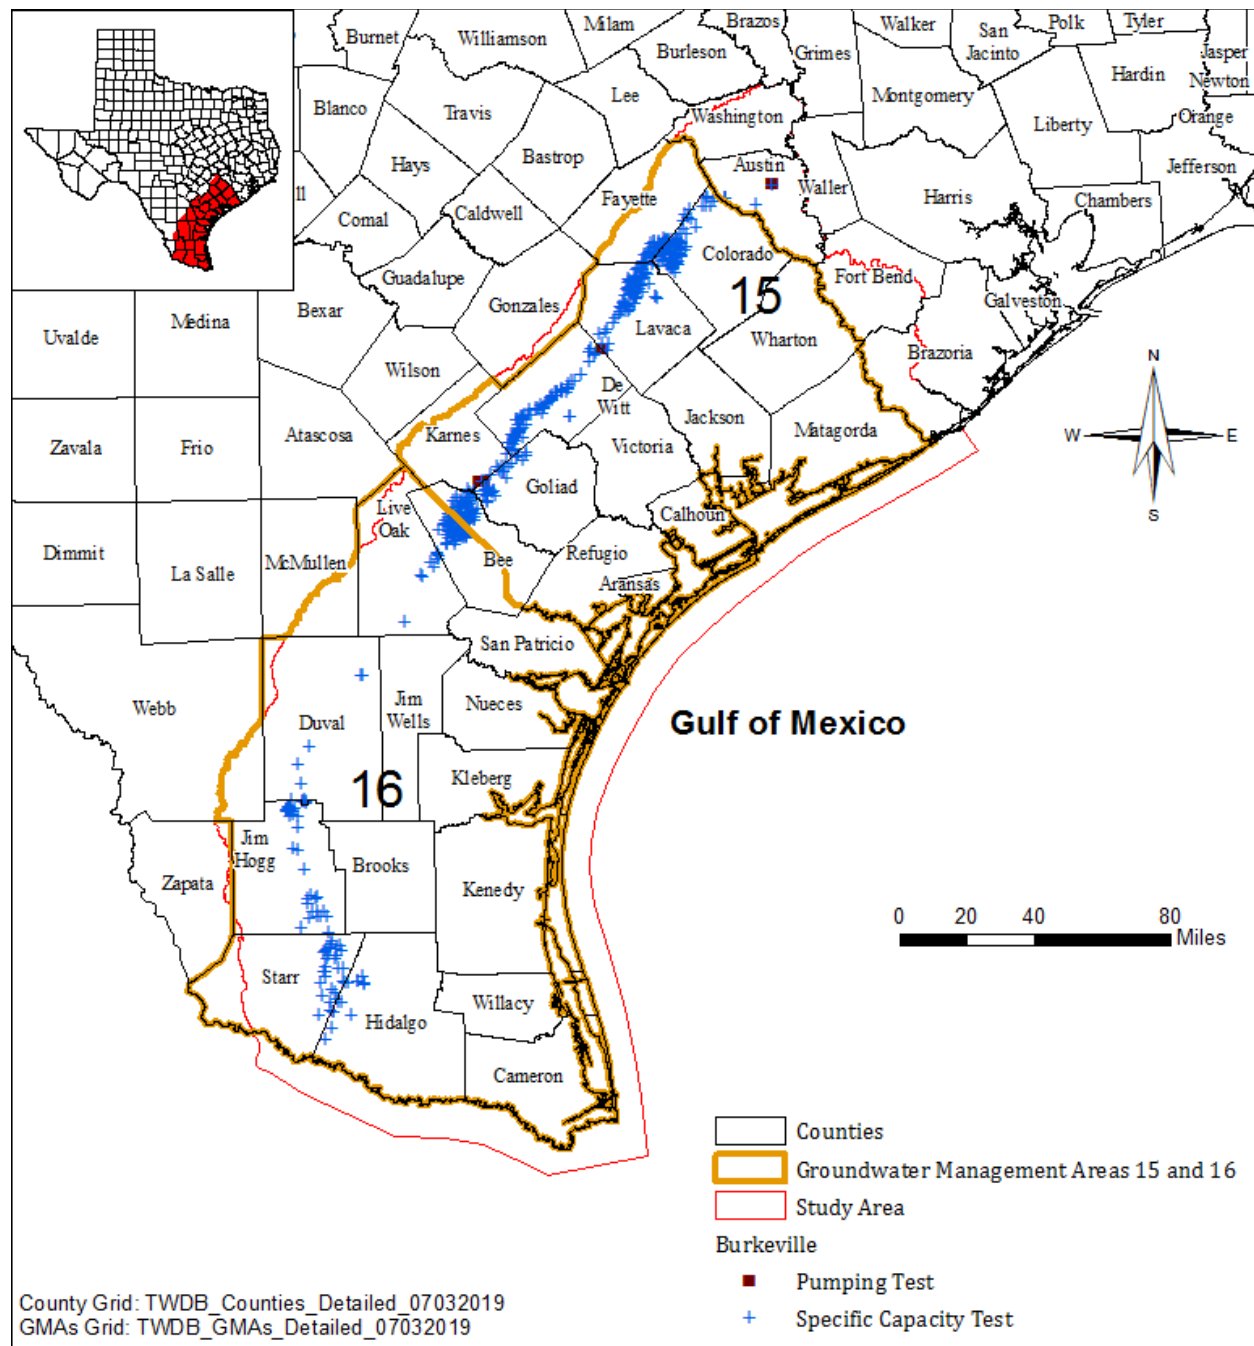 Burnet
Williamson
Milam
Brazos
Walker
Polk
Tyler
San
Jacinto
Burleson
Grimes
Jasper
Hardin
Newton
Blanco
Travis
Lee
Washington
Montgomery
Liberty
Orange
Bastrop
Hays
Austin
Waller
Jefferson
ll
Comal
Caldwell
Fayette
Harris
Chambers
Colorado
Guadalupe
Fort Bend
Bexar
Gonzales
15
Galveston
Medina
Uvalde
Lavaca
Wharton
Brazoria
Wilson
De
Witt
N
W
E
S
Zavala
Frio
Atascosa
Karnes
Jackson
Matagorda
Victoria
Goliad
Live
Oak
Calhoun
Dimmit
La Salle
McMullen
Bee
Refugio
Aransas
San Patricio
Webb
Duval
Jim
Wells
Nueces
Gulf of Mexico
16
Kleberg
Jim
Hogg
Brooks
Zapata
Kenedy
0 20 40 80
Miles
Starr
Hidalgo
Willacy
Cameron
Counties
Groundwater Management Areas 15 and 16
Study Area
Burkeville
Pumping Test
Specific Capacity Test
County Grid: TWDB_Counties_Detailed_07032019
GMAs Grid: TWDB_GMAs_Detailed_07032019